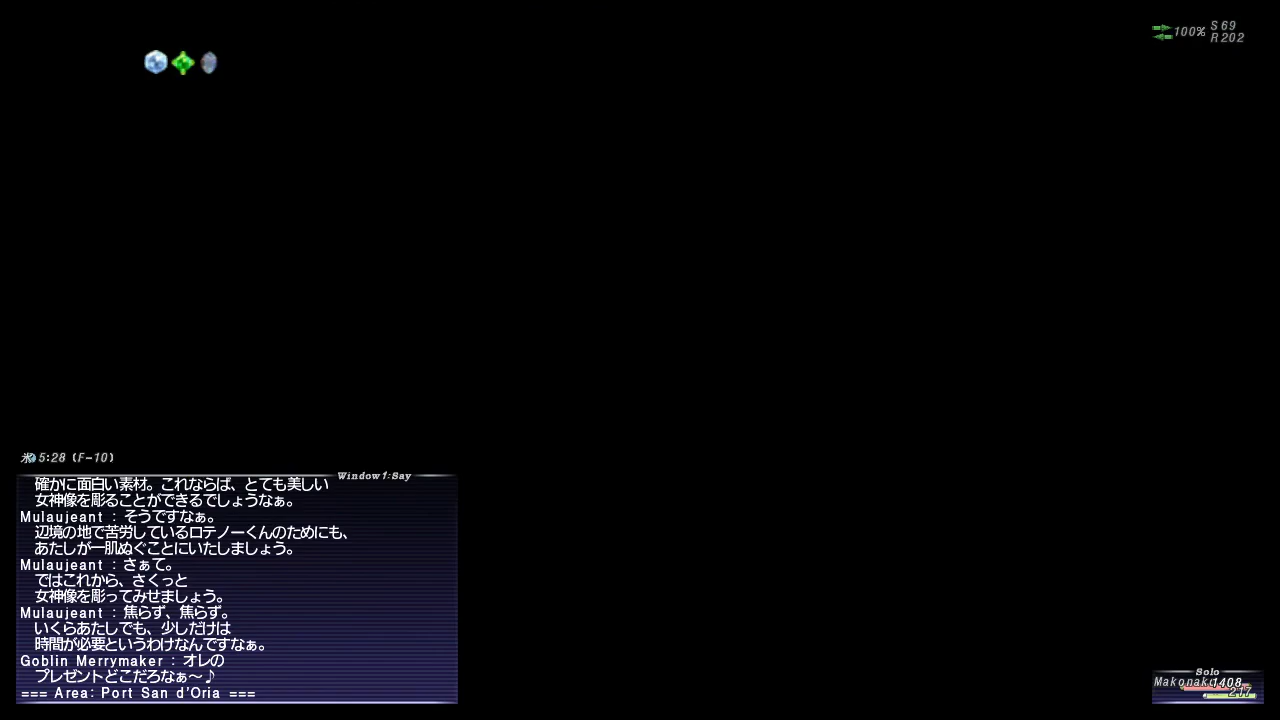 100% S 69
R 202
氷 5:28 (F-10)
Window1:Say
確かに面白い素材。これならば、とても美しい
女神像を彫ることができるでしょうなぁ。
Mulaujeant : そうですなぁ。
辺境の地で苦労しているロテノーくんのためにも、
あたしが一肌ぬぐことにいたしましょう。
Mulaujeant : さぁて。
ではこれから、さくっと
女神像を彫ってみせましょう。
Mulaujeant : 焦らず、焦らず。
いくらあたしでも、少しだけは
時間が必要というわけなんですなぁ。
Goblin Merrymaker : オレの
プレゼントどこだろなぁ～♪
=== Area: Port San d'Oria ===
Solo
1408
217